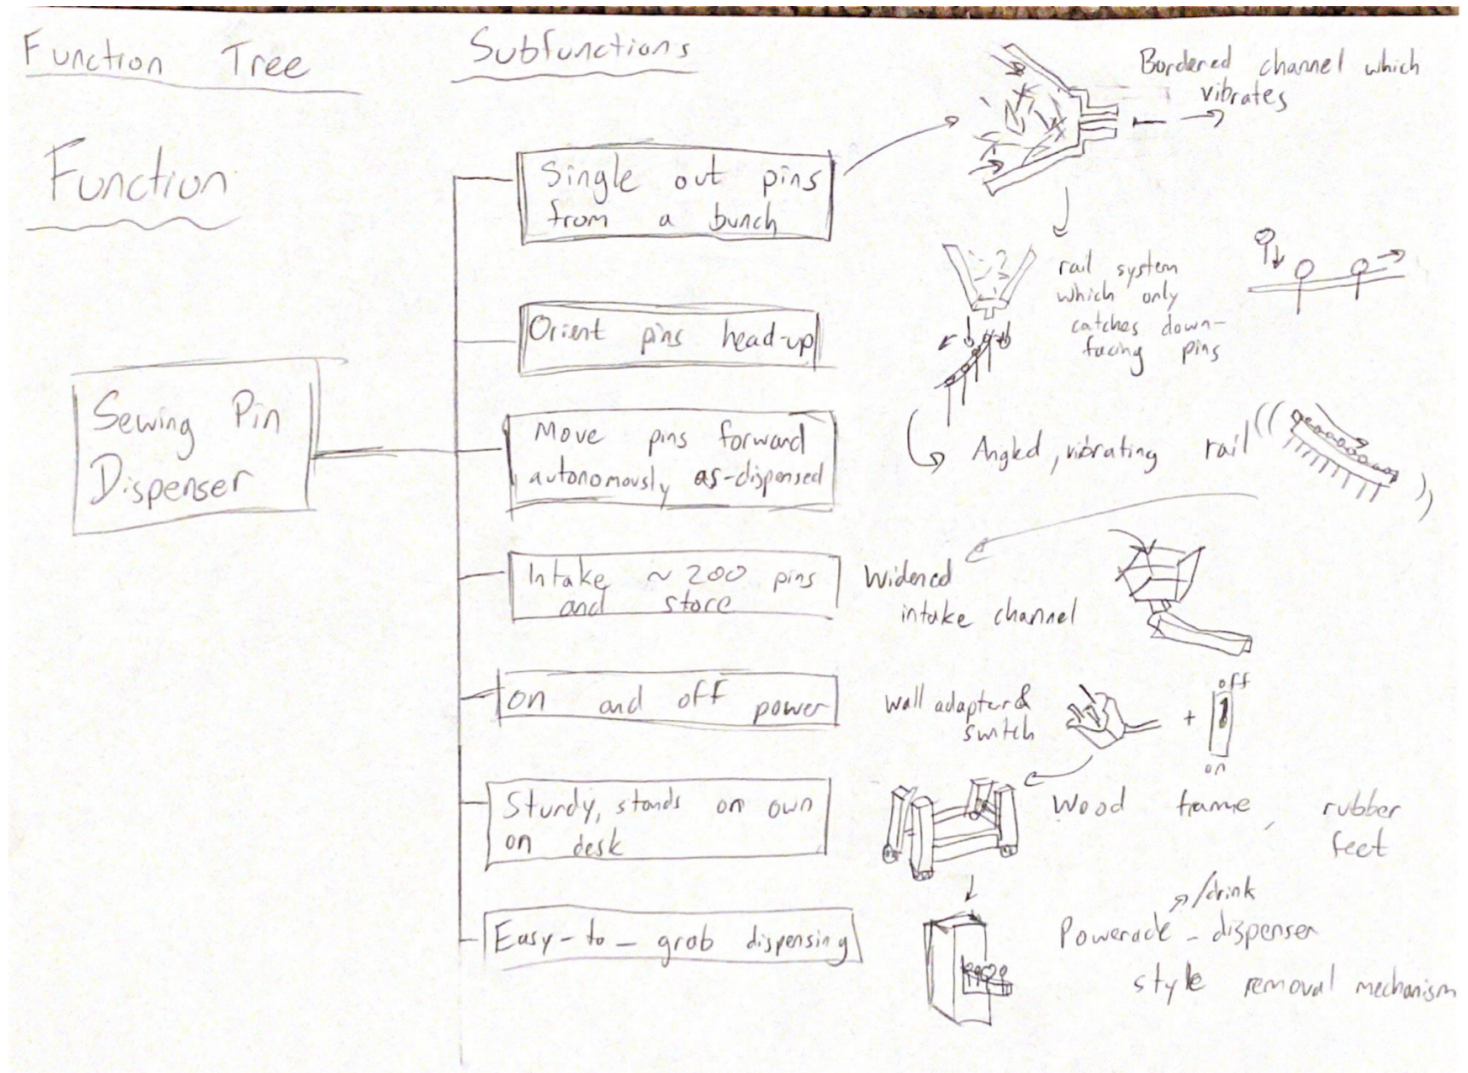 Function Tree
Subfunctions
Function
Sewing Pin
Dispenser
Single out pins
from a bunch
Bordered channel which
vibrates
Orient pins head-up
rail system
which only
catches down-
facing pins
Move pins forward
autonomously as-dispensed
Angled, vibrating rail
Intake ~200 pins
and store
Widened
intake channel
on and off power
Wall adapter &
switch
+
off
on
Sturdy, stands on own
on desk
Wood frame, rubber
feet
Easy-to-grab dispensing
/drink
Powerade-dispenser
style removal mechanism